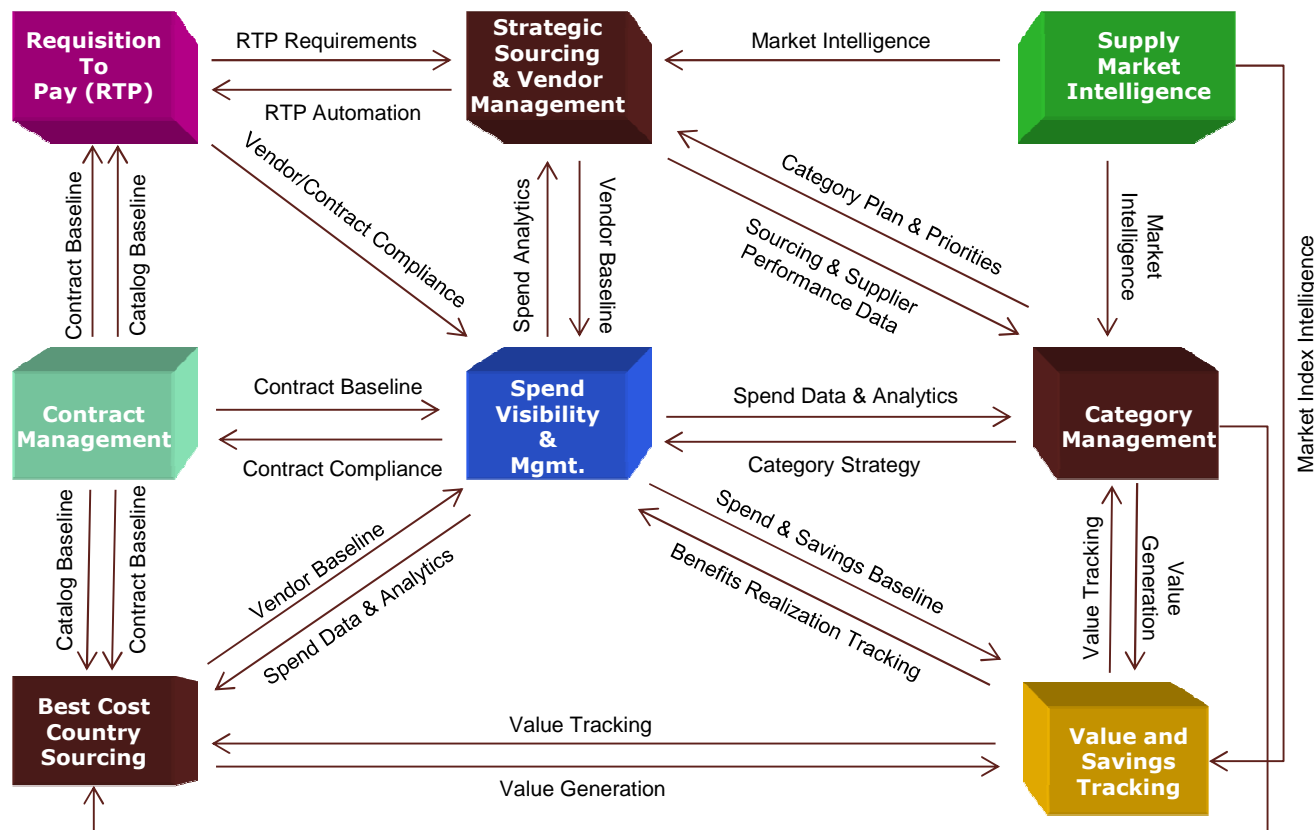 Requisition
To
Pay (RTP)
RTP Requirements
RTP Automation
Strategic
Sourcing
& Vendor
Management
Market Intelligence
Supply
Market
Intelligence
Vendor/Contract Compliance
Contract Baseline
Catalog Baseline
Spend Analytics
Vendor Baseline
Category Plan & Priorities
Sourcing & Supplier
Performance Data
Market
Intelligence
Market Index Intelligence
Contract
Management
Contract Baseline
Contract Compliance
Spend
Visibility
&
Mgmt.
Spend Data & Analytics
Category Strategy
Category
Management
Catalog Baseline
Contract Baseline
Vendor Baseline
Spend Data & Analytics
Spend & Savings Baseline
Benefits Realization Tracking
Value Tracking
Value
Generation
Best Cost
Country
Sourcing
Value Tracking
Value Generation
Value and
Savings
Tracking